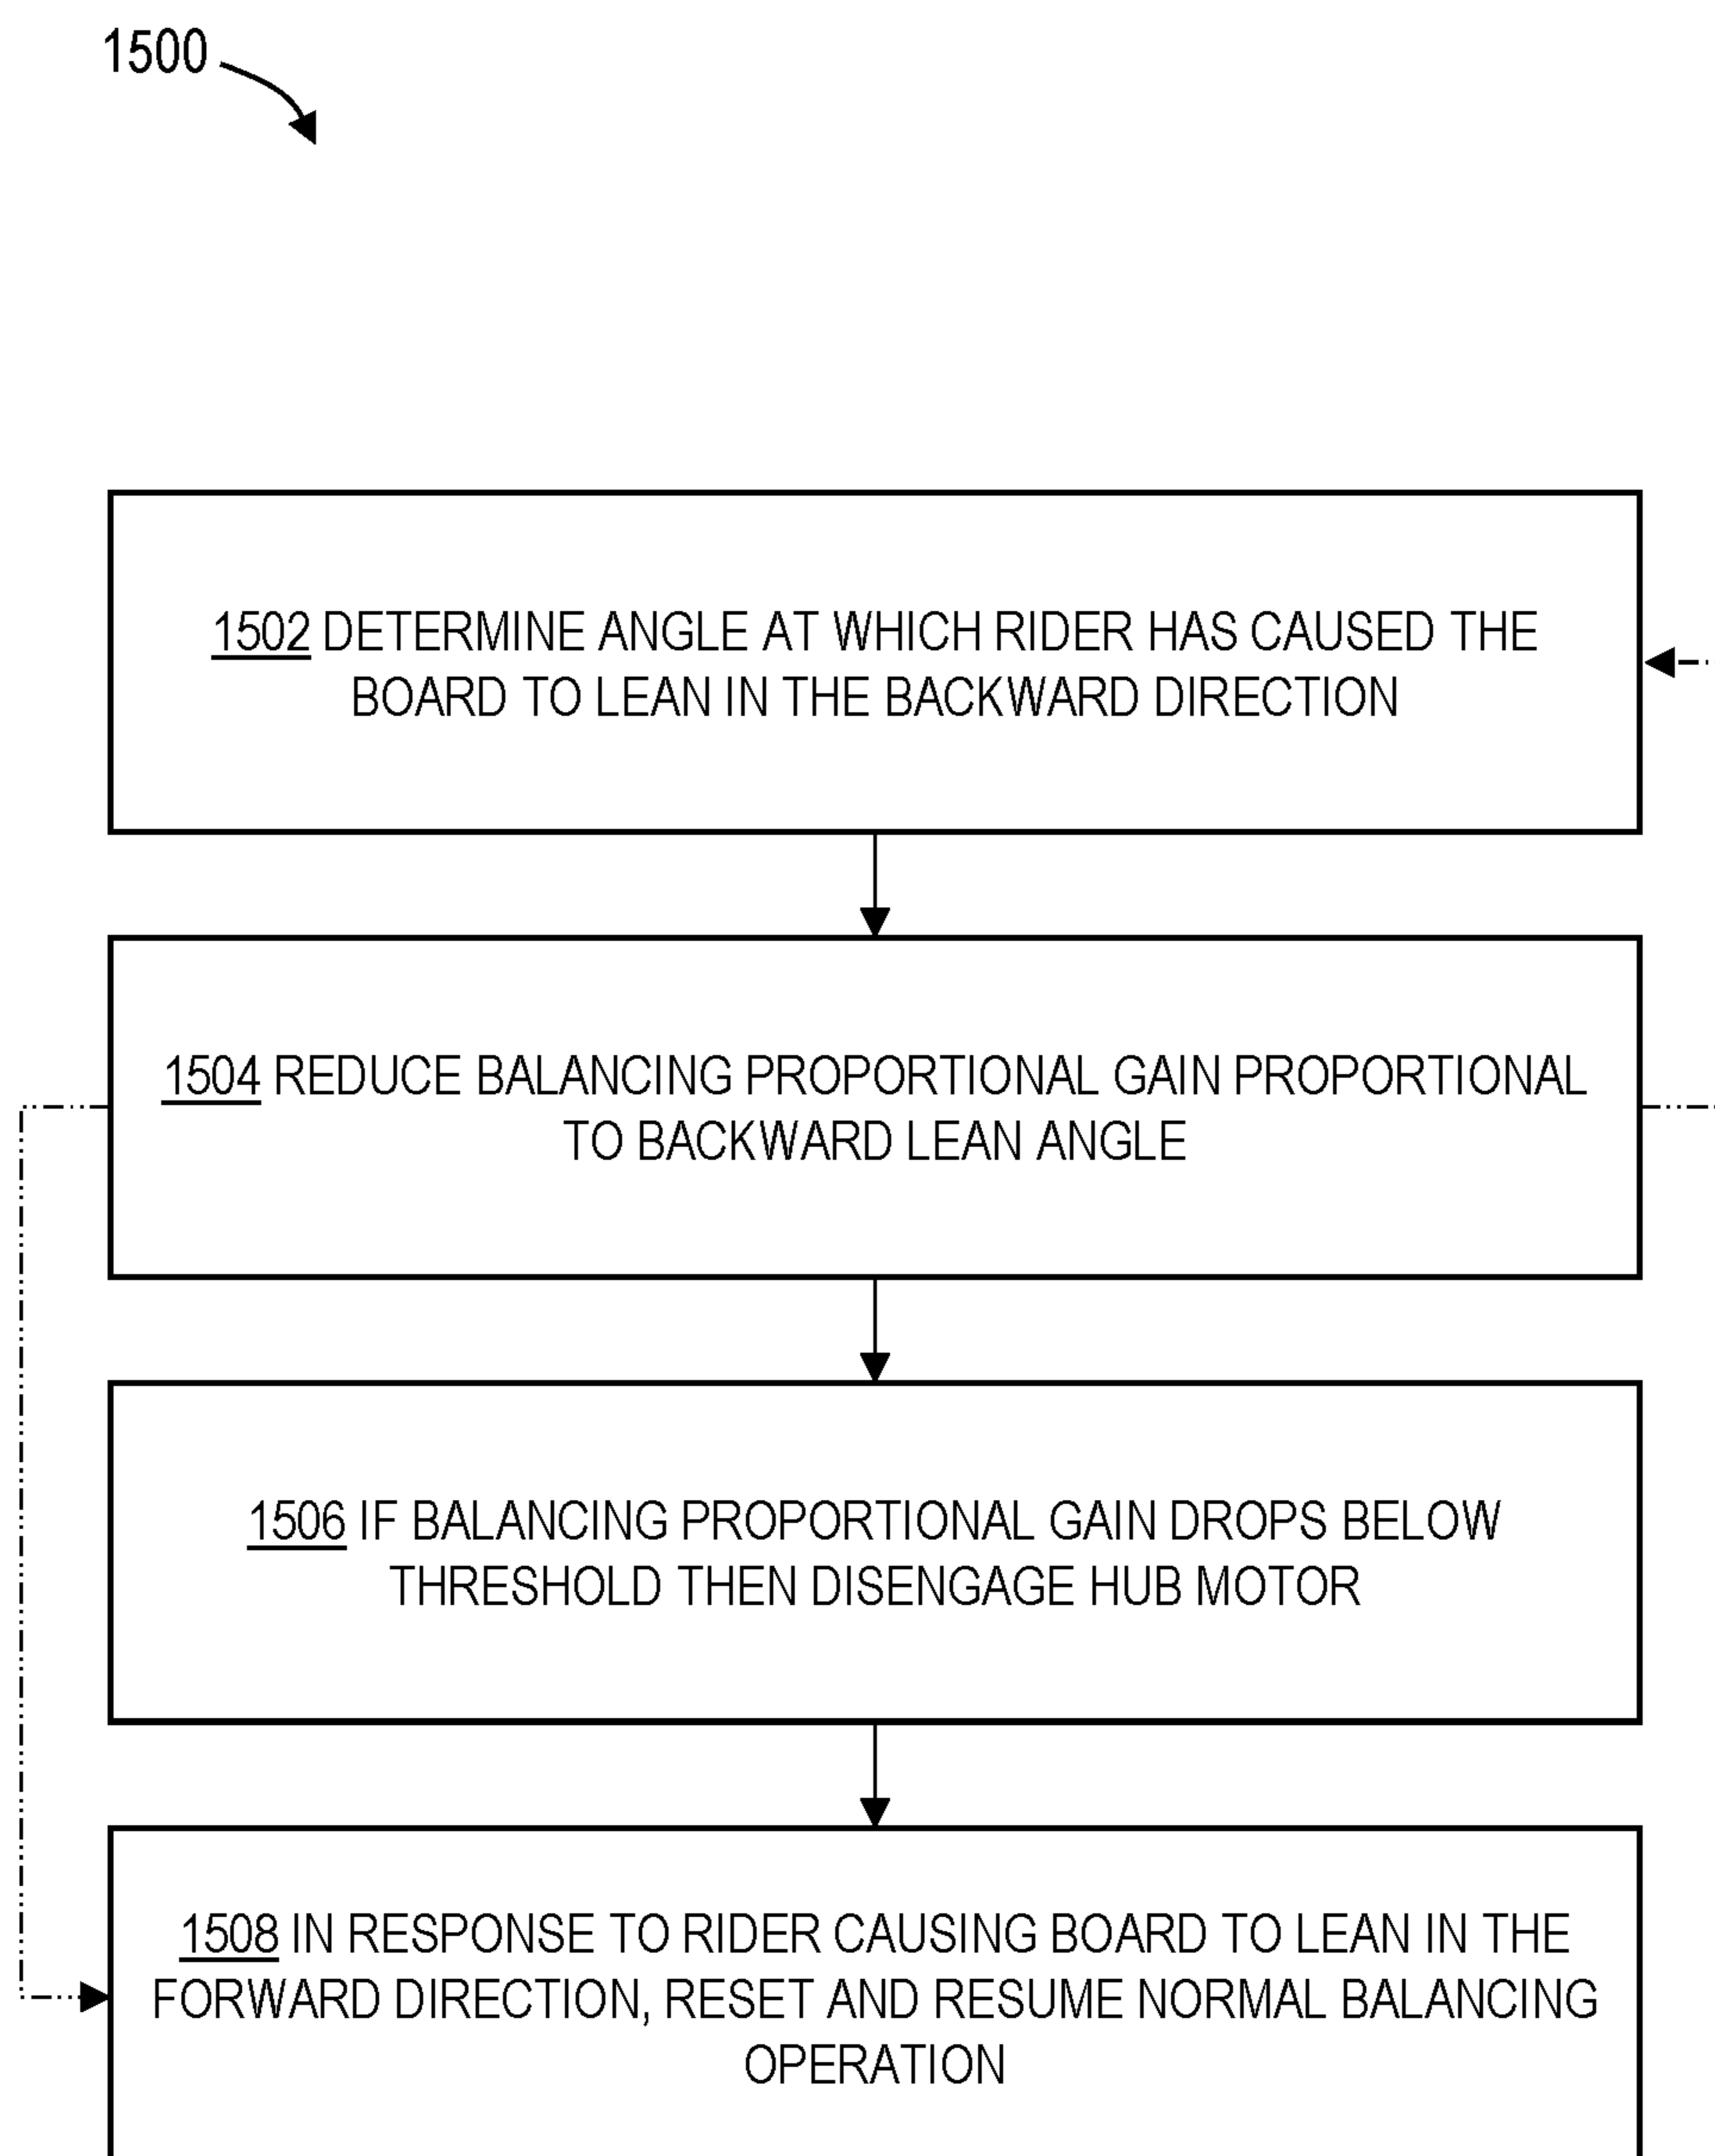 1500
1502 DETERMINE ANGLE AT WHICH RIDER HAS CAUSED THE
BOARD TO LEAN IN THE BACKWARD DIRECTION
1504 REDUCE BALANCING PROPORTIONAL GAIN PROPORTIONAL
TO BACKWARD LEAN ANGLE
1506 IF BALANCING PROPORTIONAL GAIN DROPS BELOW
THRESHOLD THEN DISENGAGE HUB MOTOR
1508 IN RESPONSE TO RIDER CAUSING BOARD TO LEAN IN THE
FORWARD DIRECTION, RESET AND RESUME NORMAL BALANCING
OPERATION